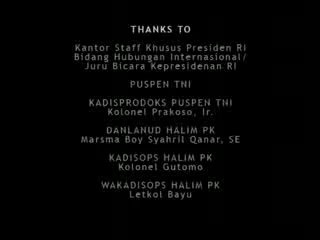 THANKS TO
Kantor Staff Khusus Presiden RI
Bidang Hubungan Internasional/
Juru Bicara Kepresidenan RI
PUSPEN TNI
KADISPRODOKS PUSPEN TNI
Kolonel Prakoso, Ir.
DANLANUD HALIM PK
Marsma Boy Syahril Qanar, SE
KADISOPS HALIM PK
Kolonel Gutomo
WAKADISOPS HALIM PK
Letkol Bayu